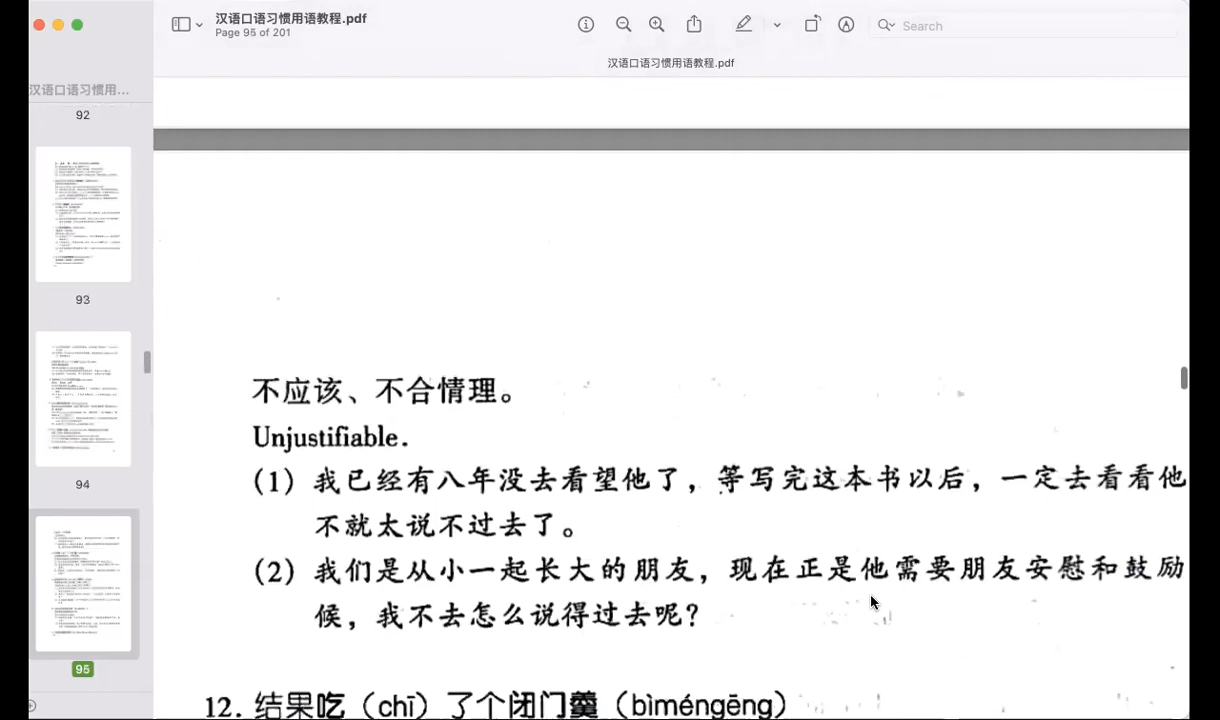 汉语口语习惯用语教程.pdf
Page 95 of 201
Search
汉语口语习惯用...
汉语口语习惯用语教程.pdf
92
93
94
95
不应该、不合情理。
Unjustifiable.
(1) 我已经有八年没去看望他了，等写完这本书以后，一定去看看他
不就太说不过去了。
(2) 我们是从小一起长大的朋友，现在正是他需要朋友安慰和鼓励
候，我不去怎么说得过去呢？
12. 结果吃（chī）了个闭门羹（bìméngēng）